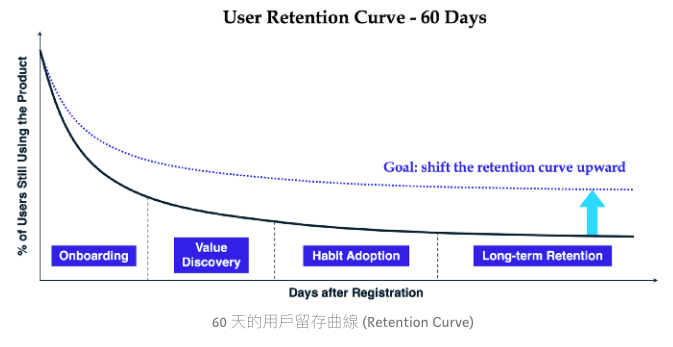 User Retention Curve - 60 Days
% of Users Still Using the Product
Goal: shift the retention curve upward
Onboarding
Value
Discovery
Habit Adoption
Long-term Retention
Days after Registration
60 天的用戶留存曲線 (Retention Curve)